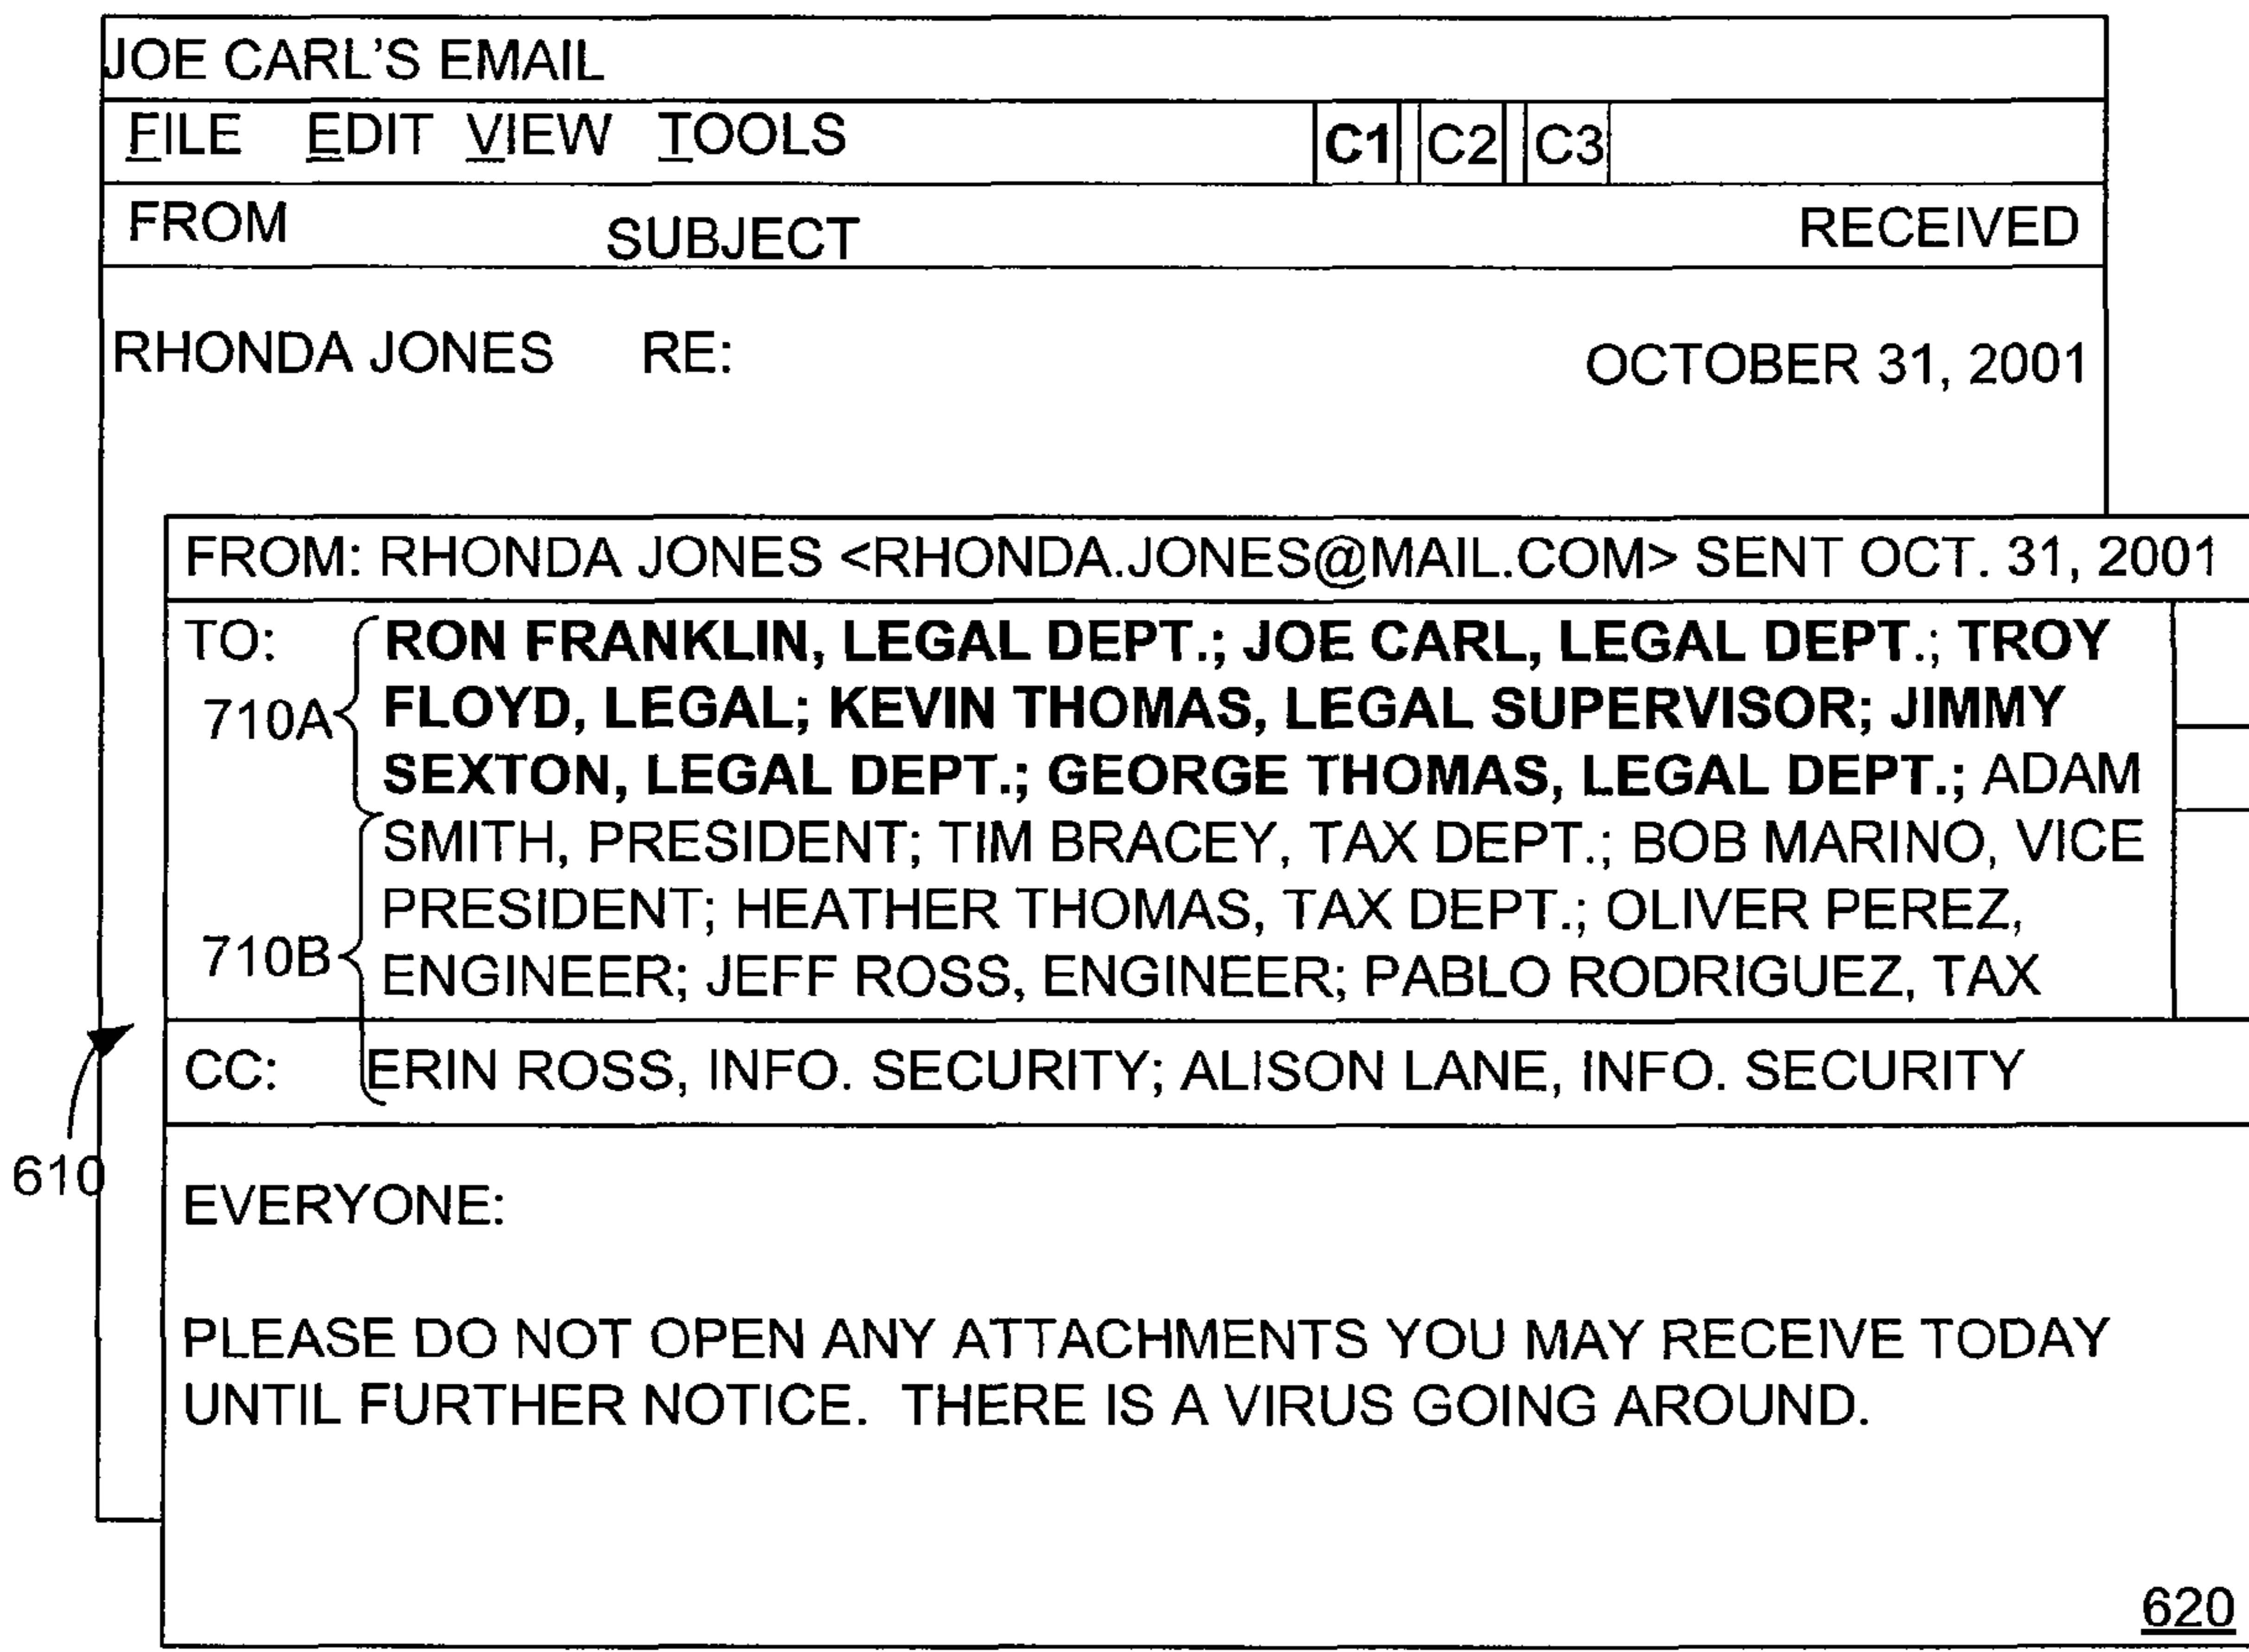 JOE CARL'S EMAIL
FILE EDIT VIEW TOOLS C1 C2 C3
FROM SUBJECT RECEIVED
RHONDA JONES RE: OCTOBER 31, 2001
FROM: RHONDA JONES <RHONDA.JONES@MAIL.COM> SENT OCT. 31, 2001
TO: RON FRANKLIN, LEGAL DEPT.; JOE CARL, LEGAL DEPT.; TROY
710A FLOYD, LEGAL; KEVIN THOMAS, LEGAL SUPERVISOR; JIMMY
SEXTON, LEGAL DEPT.; GEORGE THOMAS, LEGAL DEPT.; ADAM
SMITH, PRESIDENT; TIM BRACEY, TAX DEPT.; BOB MARINO, VICE
PRESIDENT; HEATHER THOMAS, TAX DEPT.; OLIVER PEREZ,
710B ENGINEER; JEFF ROSS, ENGINEER; PABLO RODRIGUEZ, TAX
CC: ERIN ROSS, INFO. SECURITY; ALISON LANE, INFO. SECURITY
610
EVERYONE:
PLEASE DO NOT OPEN ANY ATTACHMENTS YOU MAY RECEIVE TODAY
UNTIL FURTHER NOTICE. THERE IS A VIRUS GOING AROUND.
620